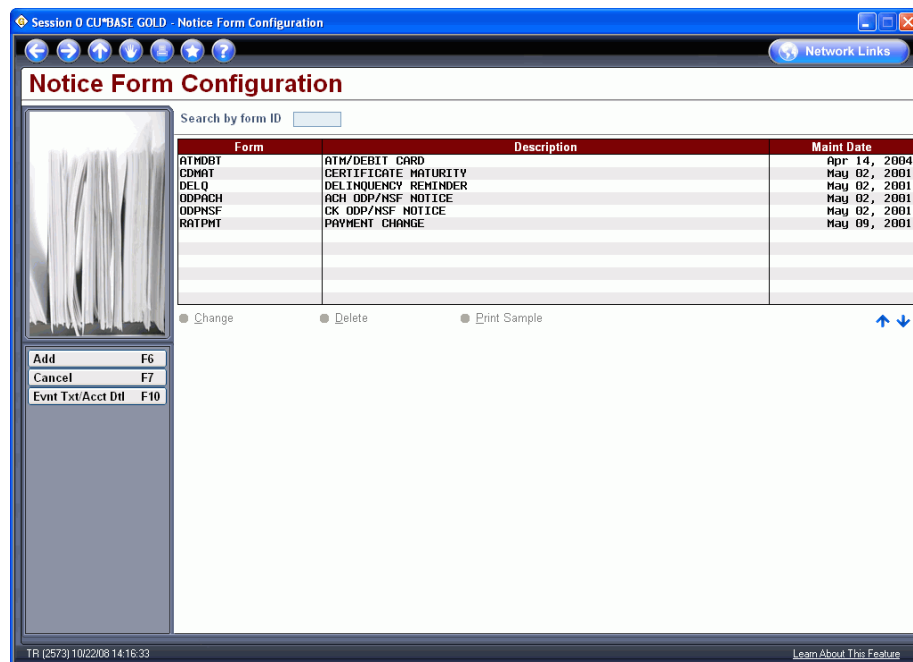 Session 0 CU*BASE GOLD - Notice Form Configuration
Network Links
Notice Form Configuration
Search by form ID
Form Description Maint Date
ATMDBT ATM/DEBIT CARD Apr 14, 2004
CDMAT CERTIFICATE MATURITY May 02, 2001
DELQ DELINQUENCY REMINDER May 02, 2001
ODPACH ACH ODP/NSF NOTICE May 02, 2001
ODPNSF CK ODP/NSF NOTICE May 02, 2001
RATPMT PAYMENT CHANGE May 09, 2001
Change Delete Print Sample
Add F6
Cancel F7
Evnt Txt/Acct Dtl F10
TR (2573) 10/22/08 14:16:33
Learn About This Feature